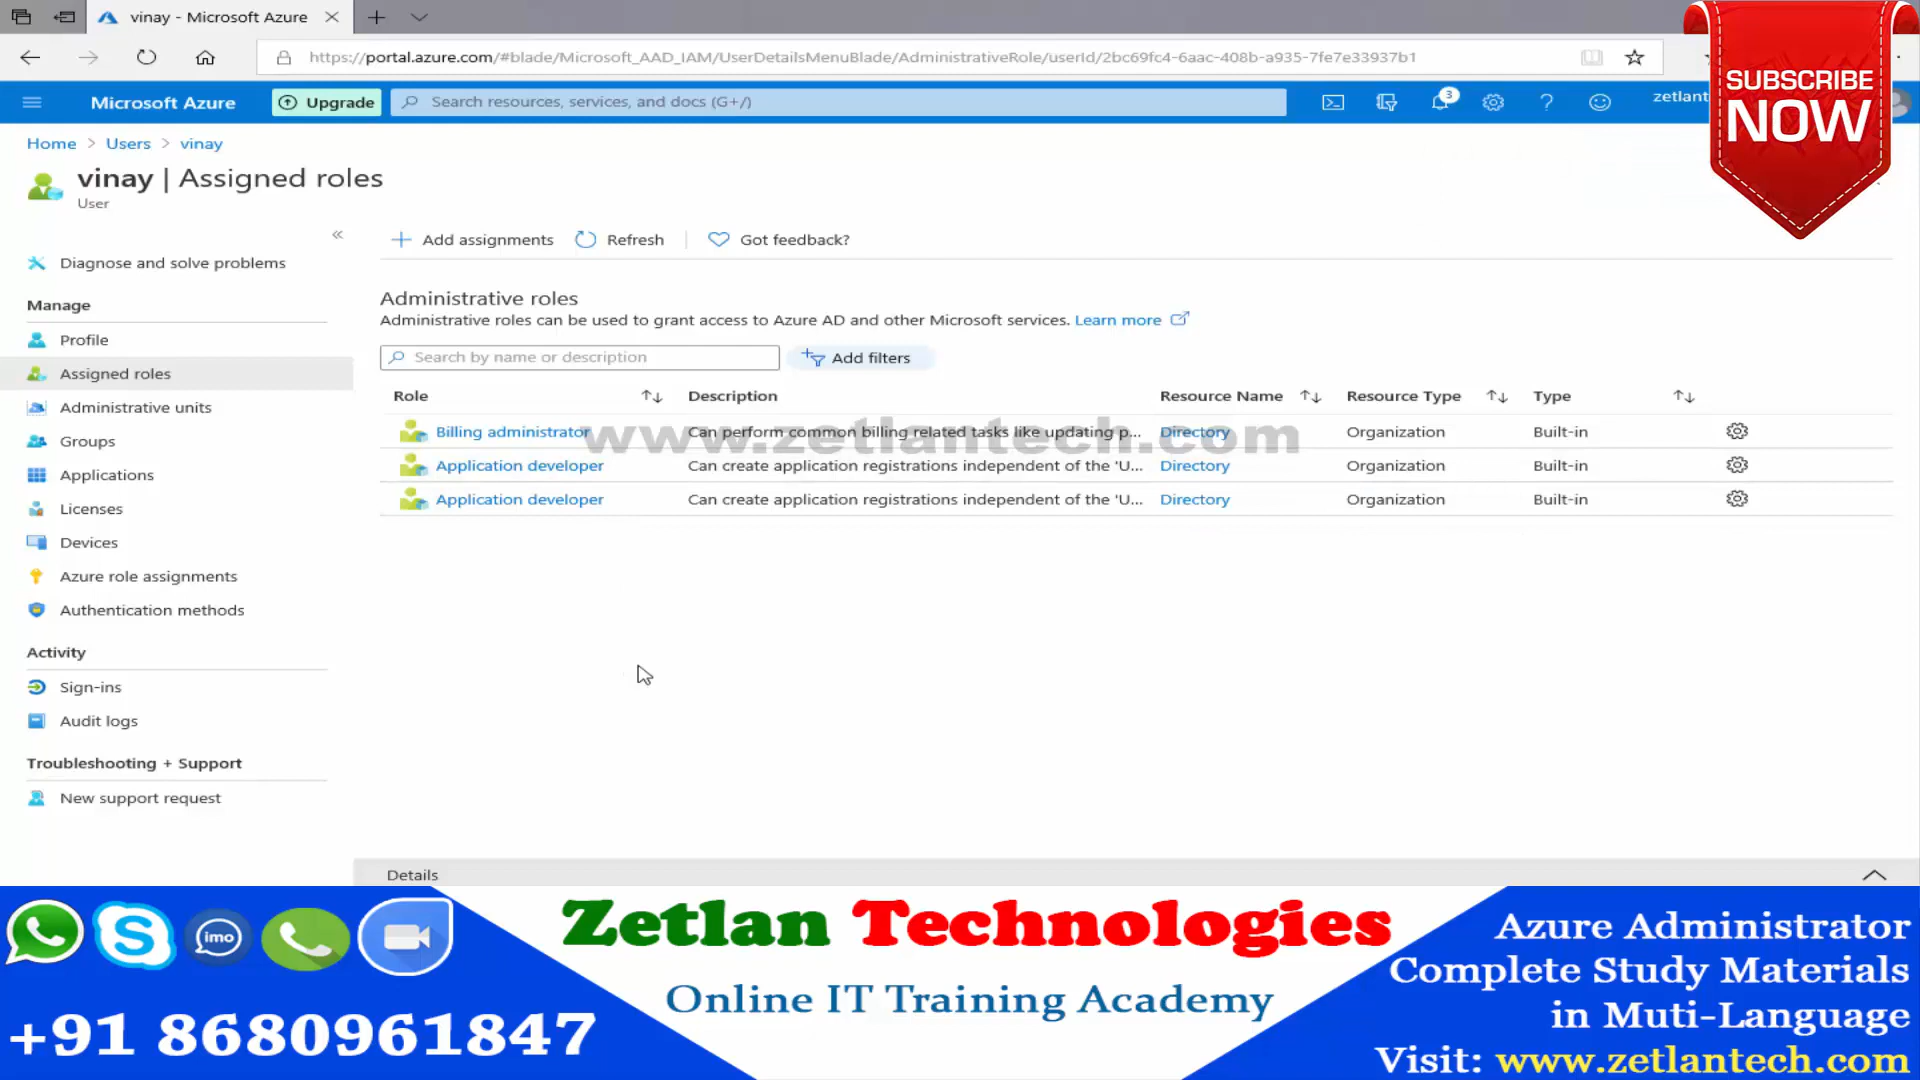 vinay - Microsoft Azure
https://portal.azure.com/#blade/Microsoft_AAD_IAM/UserDetailsMenuBlade/AdministrativeRole/userId/2bc69fc4-6aac-408b-a935-7fe7e33937b1
Microsoft Azure
Upgrade
Search resources, services, and docs (G+/)
3
zetlant
SUBSCRIBE
NOW
Home > Users > vinay
vinay | Assigned roles
User
Add assignments
Refresh
Got feedback?
Diagnose and solve problems
Manage
Profile
Assigned roles
Administrative units
Groups
Applications
Licenses
Devices
Azure role assignments
Authentication methods
Activity
Sign-ins
Audit logs
Troubleshooting + Support
New support request
Administrative roles
Administrative roles can be used to grant access to Azure AD and other Microsoft services. Learn more
Search by name or description
Add filters
Role Description Resource Name Resource Type Type
Billing administrator Can perform common billing related tasks like updating p... Directory Organization Built-in
Application developer Can create application registrations independent of the 'U... Directory Organization Built-in
Application developer Can create application registrations independent of the 'U... Directory Organization Built-in
www.zetlantech.com
Details
imo
+91 8680961847
Zetlan Technologies
Online IT Training Academy
Azure Administrator
Complete Study Materials
in Muti-Language
Visit: www.zetlantech.com